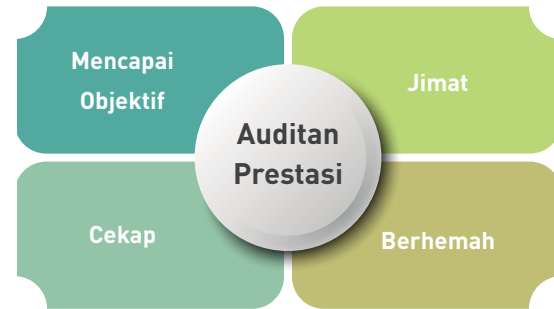 Mencapai
Objektif
Jimat
Auditan
Prestasi
Cekap
Berhemah